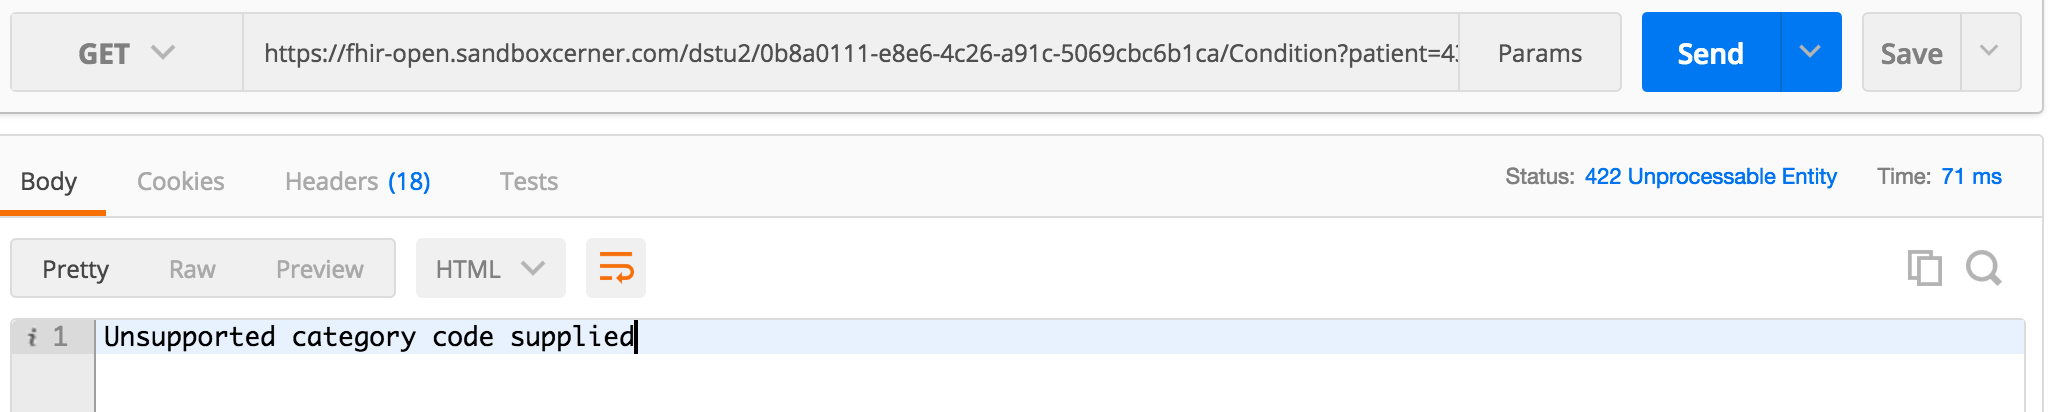 GET https://fhir-open.sandboxcerner.com/dstu2/0b8a0111-e8e6-4c26-a91c-5069cbc6b1ca/Condition?patient=4 Params Send Save
Body Cookies Headers (18) Tests Status: 422 Unprocessable Entity Time: 71 ms
Pretty Raw Preview HTML
i 1 Unsupported category code supplied